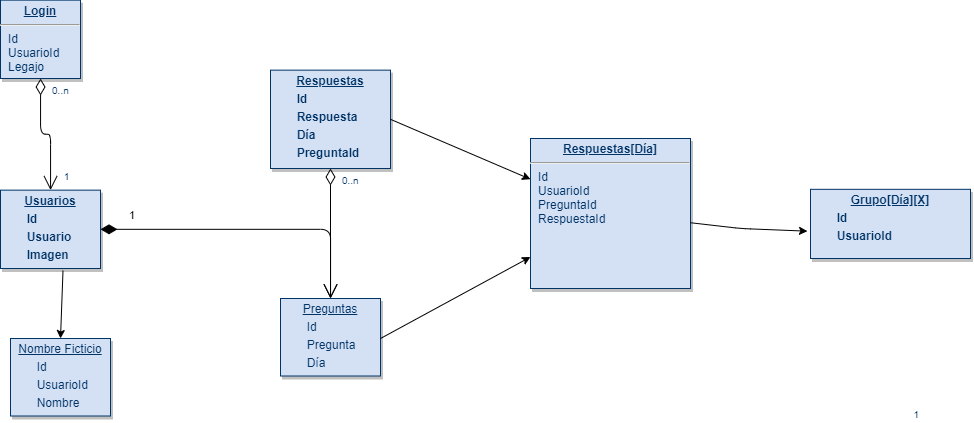 Login
Id
UsuarioId
Legajo
0..n
1
Usuarios
Id
Usuario
Imagen
1
Nombre Ficticio
Id
UsuarioId
Nombre
Respuestas
Id
Respuesta
Día
PreguntaId
0..n
Preguntas
Id
Pregunta
Día
Respuestas[Día]
Id
UsuarioId
PreguntaId
RespuestaId
Grupo[Día][X]
Id
UsuarioId
1